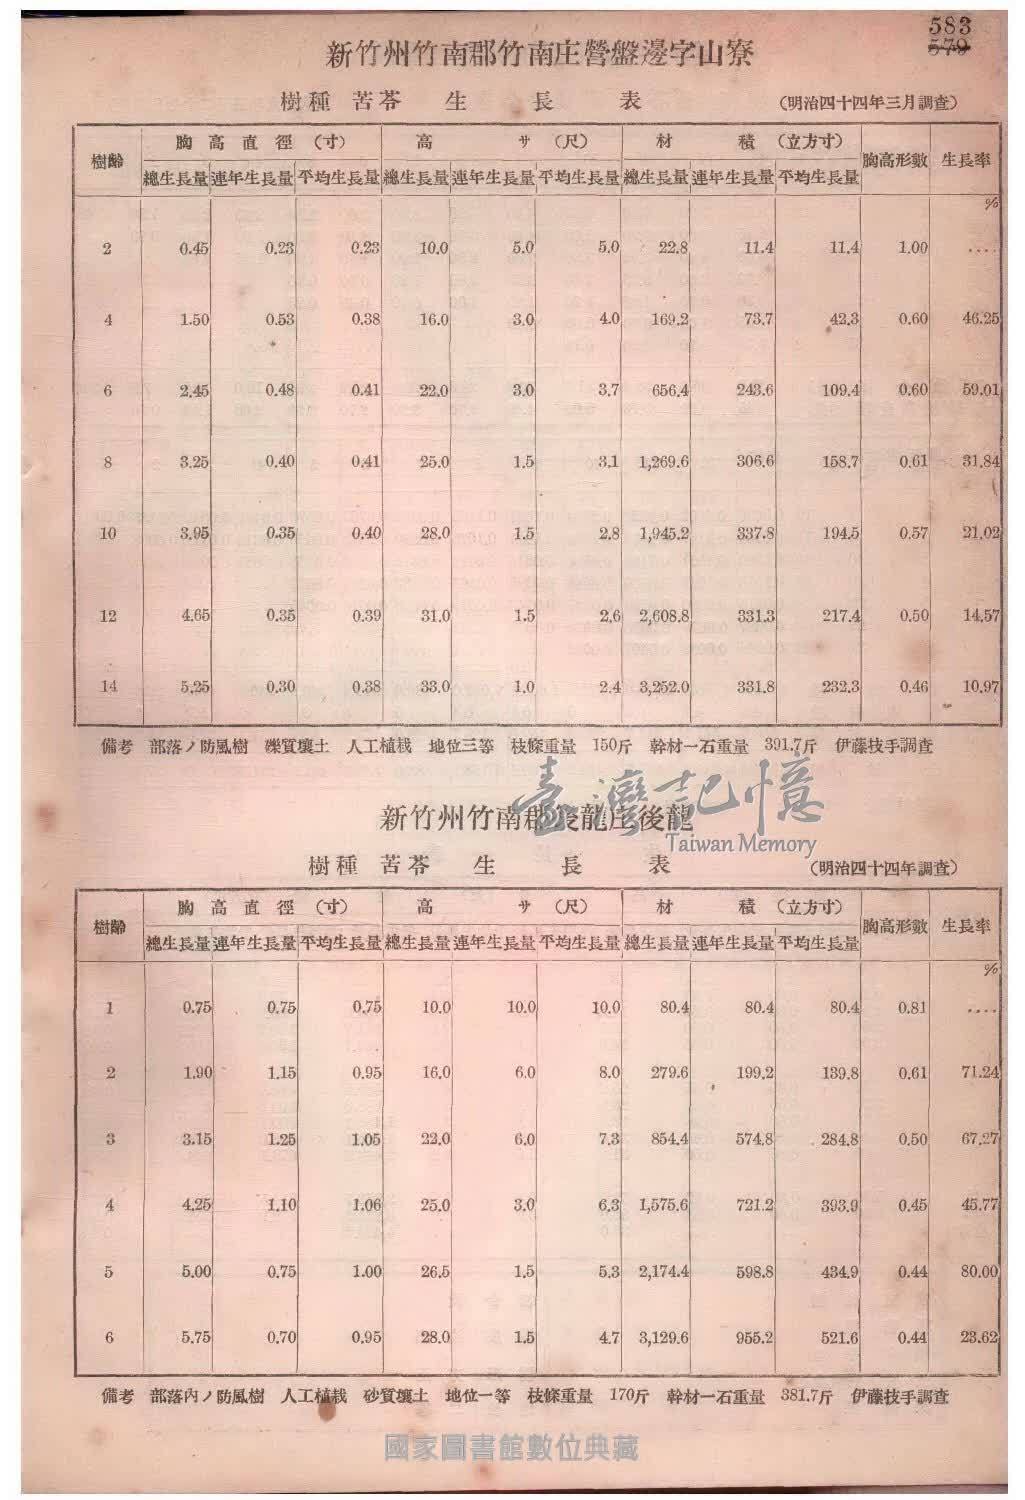 583
579
新竹州竹南郡竹南庄營盤邊字山寮
樹種 苦苓 生長表 (明治四十四年三月調查)
樹齡 胸高直徑(寸) 高サ(尺) 材積(立方寸) 胸高形數 生長率
總生長量 連年生長量 平均生長量 總生長量 連年生長量 平均生長量 總生長量 連年生長量 平均生長量
%
2 0.45 0.23 0.23 10.0 5.0 5.0 22.8 11.4 11.4 1.00 ....
4 1.50 0.53 0.38 16.0 3.0 4.0 169.2 73.7 42.3 0.60 46.25
6 2.45 0.48 0.41 22.0 3.0 3.7 656.4 243.6 109.4 0.60 59.01
8 3.25 0.40 0.41 25.0 1.5 3.1 1,269.6 306.6 158.7 0.61 31.84
10 3.95 0.35 0.40 28.0 1.5 2.8 1,945.2 337.8 194.5 0.57 21.02
12 4.65 0.35 0.39 31.0 1.5 2.6 2,608.8 331.3 217.4 0.50 14.57
14 5.25 0.30 0.38 33.0 1.0 2.4 3,252.0 331.8 232.3 0.46 10.97
備考 部落ノ防風樹 礫質壤土 人工植栽 地位三等 枝條重量 150斤 幹材一石重量 391.7斤 伊藤技手調査
臺灣記憶
Taiwan Memory
新竹州竹南郡後龍庄後龍
樹種 苦苓 生長表 (明治四十四年調查)
樹齡 胸高直徑(寸) 高サ(尺) 材積(立方寸) 胸高形數 生長率
總生長量 連年生長量 平均生長量 總生長量 連年生長量 平均生長量 總生長量 連年生長量 平均生長量
%
1 0.75 0.75 0.75 10.0 10.0 10.0 80.4 80.4 80.4 0.81 ....
2 1.90 1.15 0.95 16.0 6.0 8.0 279.6 199.2 139.8 0.61 71.24
3 3.15 1.25 1.05 22.0 6.0 7.3 854.4 574.8 284.8 0.50 67.27
4 4.25 1.10 1.06 25.0 3.0 6.3 1,575.6 721.2 393.9 0.45 45.77
5 5.00 0.75 1.00 26.5 1.5 5.3 2,174.4 598.8 434.9 0.44 80.00
6 5.75 0.70 0.95 28.0 1.5 4.7 3,129.6 955.2 521.6 0.44 23.62
備考 部落內ノ防風樹 人工植栽 砂質壤土 地位一等 枝條重量 170斤 幹材一石重量 381.7斤 伊藤技手調查
國家圖書館數位典藏